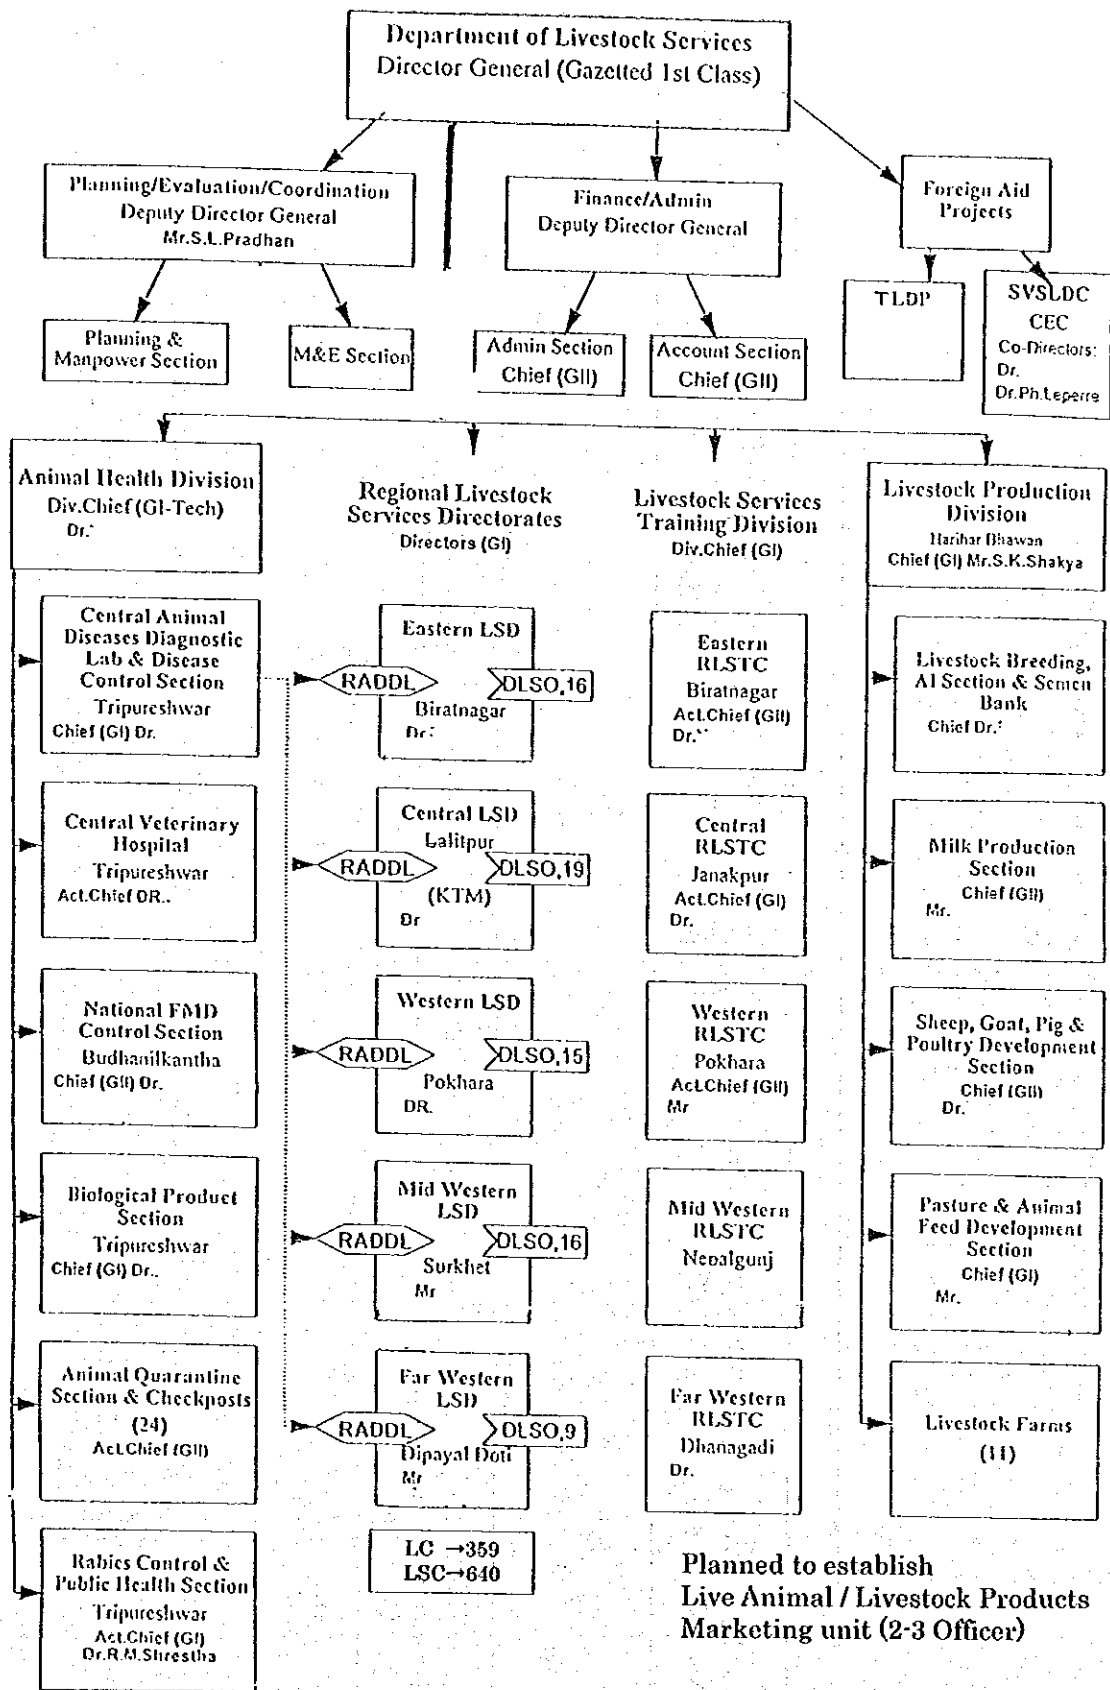 Department of Livestock Services
Director General (Gazetted 1st Class)
Planning/Evaluation/Coordination
Deputy Director General
Mr.S.L.Pradhan
Finance/Admin
Deputy Director General
Foreign Aid
Projects
Planning &
Manpower Section
M&E Section
Admin Section
Chief (GII)
Account Section
Chief (GII)
TLDP
SVSLDC
CEC
Co-Directors:
Dr.
Dr.Ph.Leperre
Animal Health Division
Div.Chief (GI-Tech)
Dr.
Regional Livestock
Services Directorates
Directors (GI)
Livestock Services
Training Division
Div.Chief (GI)
Livestock Production
Division
Harihar Bhawan
Chief (GI) Mr.S.K.Shakya
Central Animal
Diseases Diagnostic
Lab & Disease
Control Section
Tripureshwar
Chief (GI) Dr.
Eastern LSD
RADDL
DLSO,16
Biratnagar
Dr.
Eastern
RLSTC
Biratnagar
Act.Chief (GII)
Dr.
Livestock Breeding,
AI Section & Semen
Bank
Chief Dr.
Central Veterinary
Hospital
Tripureshwar
Act.Chief DR..
Central LSD
Lalitpur
RADDL
DLSO,19
(KTM)
Dr
Central
RLSTC
Janakpur
Act.Chief (GI)
Dr.
Milk Production
Section
Chief (GII)
Mr.
National FMD
Control Section
Budhanilkantha
Chief (GII) Dr.
Western LSD
RADDL
DLSO,15
Pokhara
DR.
Western
RLSTC
Pokhara
Act.Chief (GII)
Mr
Sheep, Goat, Pig &
Poultry Development
Section
Chief (GII)
Dr.
Biological Product
Section
Tripureshwar
Chief (GI) Dr..
Mid Western
LSD
RADDL
DLSO,16
Surkhet
Mr
Mid Western
RLSTC
Nepalgunj
Pasture & Animal
Feed Development
Section
Chief (GI)
Mr.
Animal Quarantine
Section & Checkposts
(24)
Act.Chief (GII)
Far Western
LSD
RADDL
DLSO,9
Dipayal Doti
Mr
Far Western
RLSTC
Dhanagadi
Dr.
Livestock Farms
(11)
Rabies Control &
Public Health Section
Tripureshwar
Act.Chief (GI)
Dr.R.M.Shrestha
LC →359
LSC→640
Planned to establish
Live Animal / Livestock Products
Marketing unit (2-3 Officer)